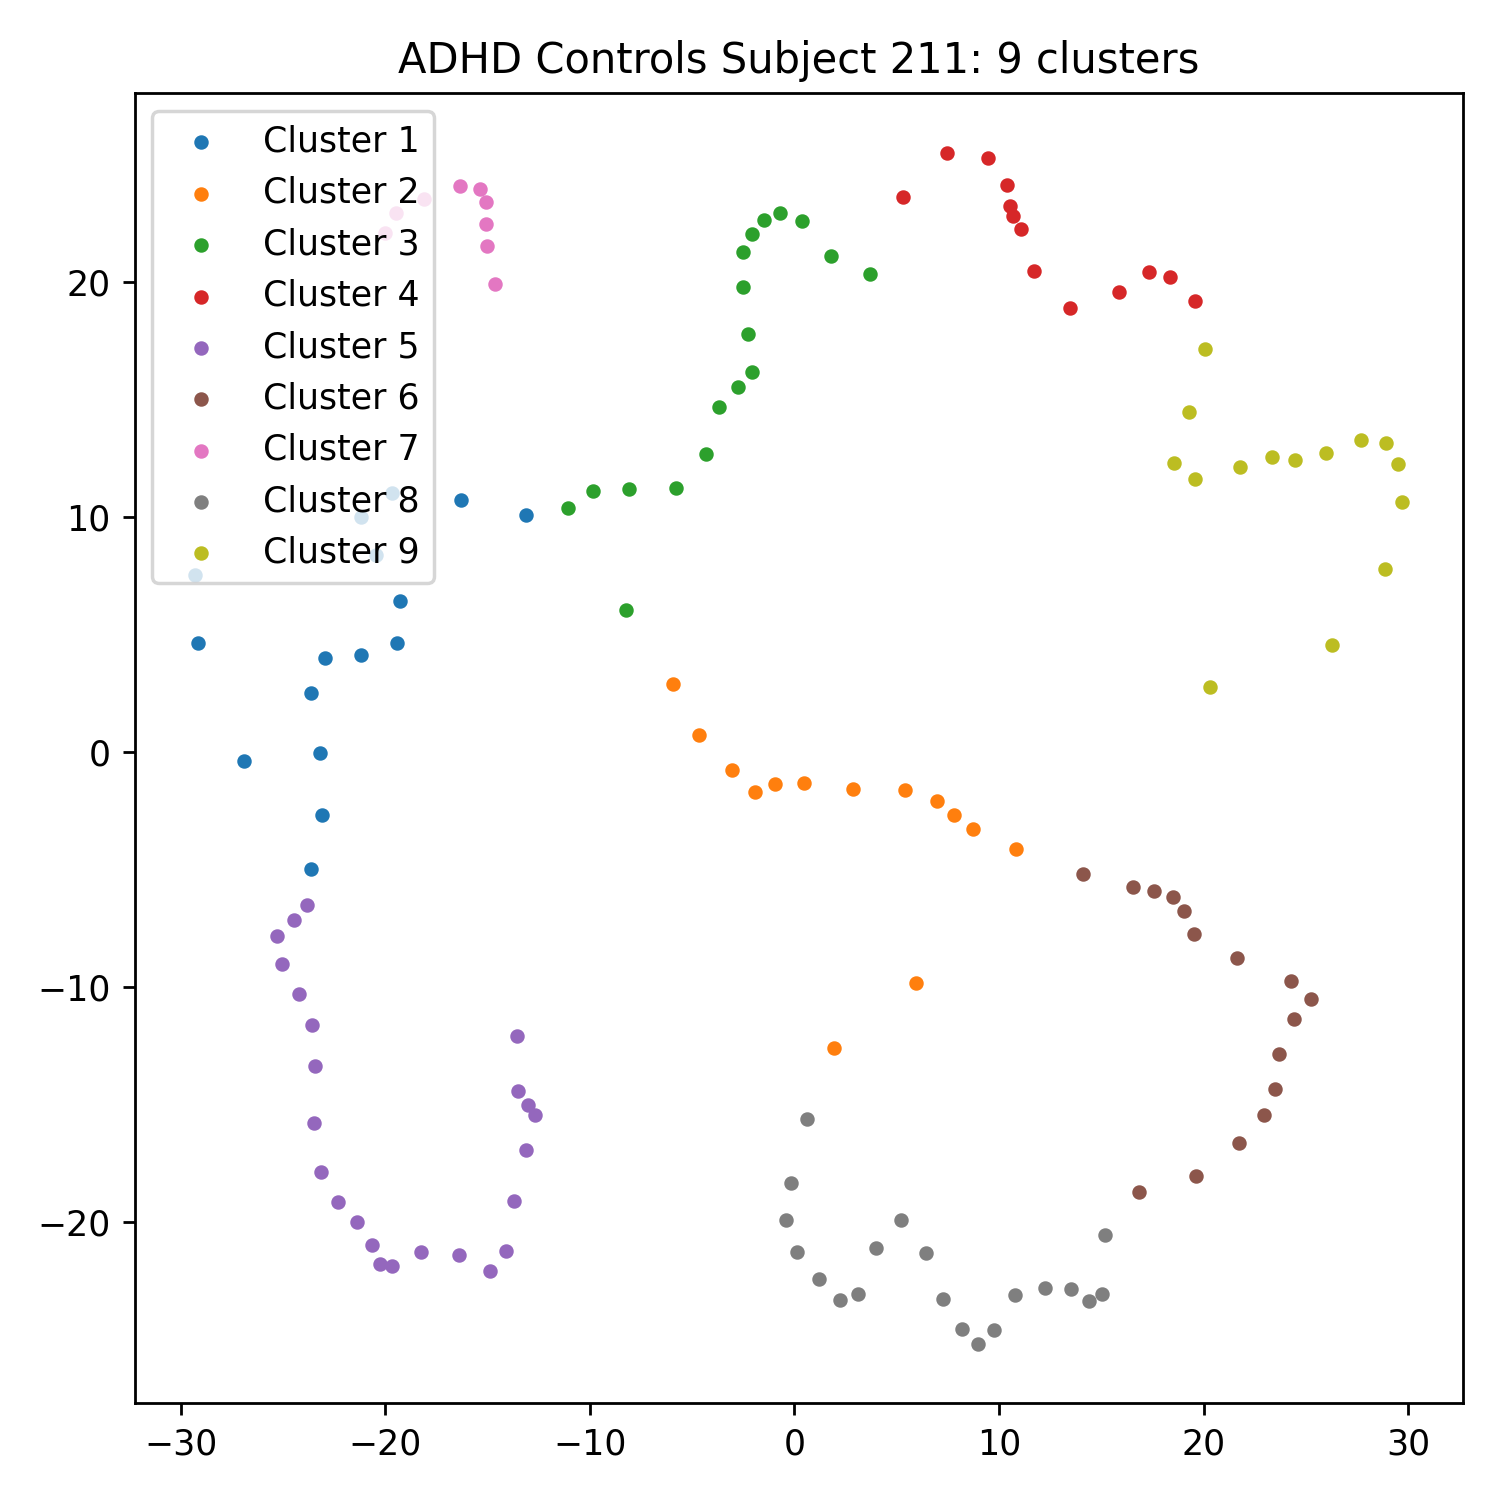 ADHD Controls Subject 211: 9 clusters
Cluster 1
Cluster 2
Cluster 3
Cluster 4
Cluster 5
Cluster 6
Cluster 7
Cluster 8
Cluster 9
20
10
0
−10
−20
−30 −20 −10 0 10 20 30